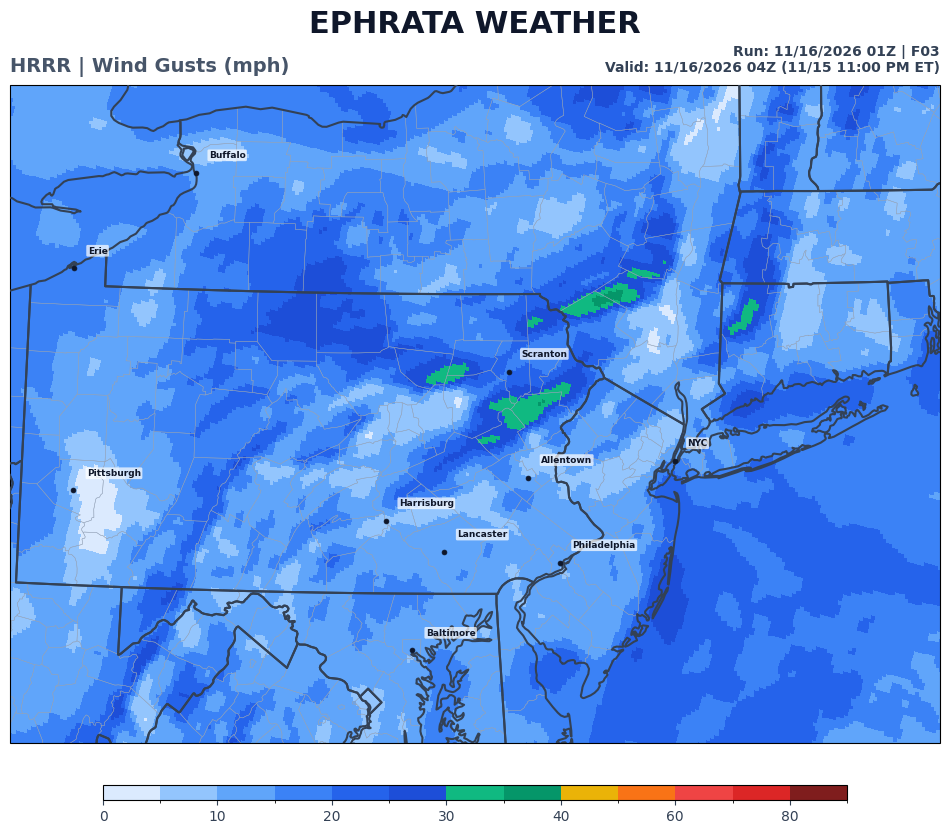 EPHRATA WEATHER
HRRR | Wind Gusts (mph)
Run: 11/16/2026 01Z | F03
Valid: 11/16/2026 04Z (11/15 11:00 PM ET)
Buffalo
Erie
Scranton
NYC
Allentown
Pittsburgh
Harrisburg
Lancaster
Philadelphia
Baltimore
0 10 20 30 40 50 60 70 80